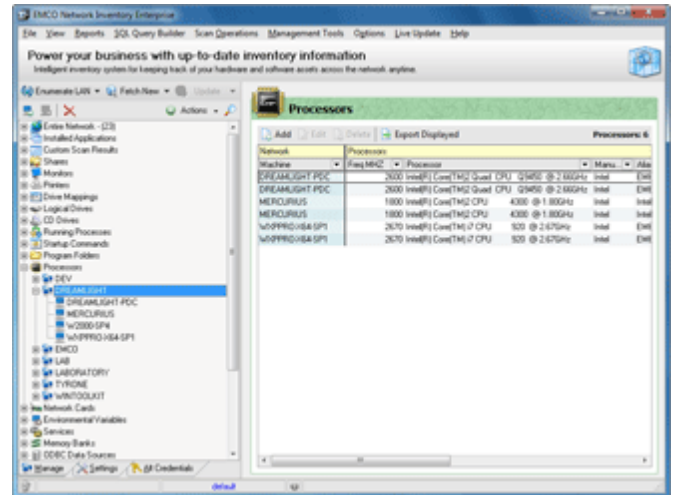 EMCO Network Inventory Enterprise
File View Reports SQL Query Builder Scan Operations Management Tools Options Live Update Help
Power your business with up-to-date inventory information
Intelligent inventory system for keeping track of your hardware and software assets across the network anytime.
Enumerate LAN Fetch New Update
Actions
Processors
Add Edit Delete Export Displayed Processors: 6
Network Processors
Machine Freq MHZ Processor Manu...
DREAMLIGHT-PDC 2600 Intel(R) Core(TM)2 Quad CPU Q9450 @ 2.66GHz Intel
DREAMLIGHT-PDC 2600 Intel(R) Core(TM)2 Quad CPU Q9450 @ 2.66GHz Intel
MERCURIUS 1800 Intel(R) Core(TM)2 CPU 4300 @ 1.80GHz Intel
MERCURIUS 1800 Intel(R) Core(TM)2 CPU 4300 @ 1.80GHz Intel
WXPPRO-X64-SP1 2670 Intel(R) Core(TM) i7 CPU 920 @ 2.67GHz Intel
WXPPRO-X64-SP1 2670 Intel(R) Core(TM) i7 CPU 920 @ 2.67GHz Intel
Entire Network - (23)
Installed Applications
Custom Scan Results
Shares
Monitors
Printers
Drive Mappings
Logical Drives
CD Drives
Running Processes
Startup Commands
Program Folders
Processors
DEV
DREAMLIGHT
DREAMLIGHT-PDC
MERCURIUS
W2000-SP4
WXPPRO-X64-SP1
EMCO
LAB
LABORATORY
TYRONE
WINTOOLKIT
Network Cards
Environmental Variables
Services
Memory Banks
ODBC Data Sources
Manage Settings Alt Credentials
default